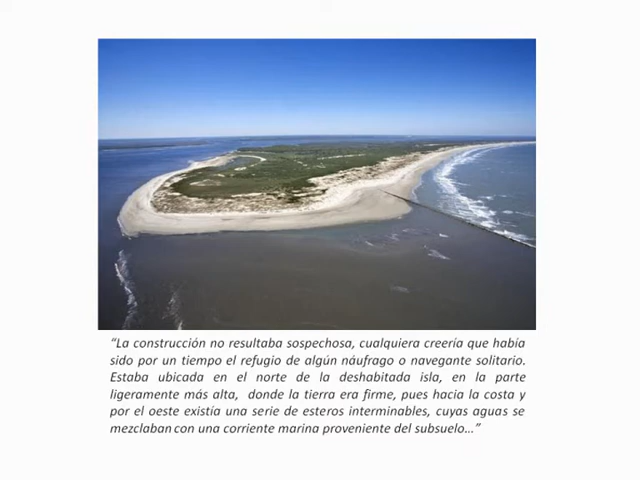 “La construcción no resultaba sospechosa, cualquiera creería que había
sido por un tiempo el refugio de algún náufrago o navegante solitario.
Estaba ubicada en el norte de la deshabitada isla, en la parte
ligeramente más alta, donde la tierra era firme, pues hacia la costa y
por el oeste existía una serie de esteros interminables, cuyas aguas se
mezclaban con una corriente marina proveniente del subsuelo...”